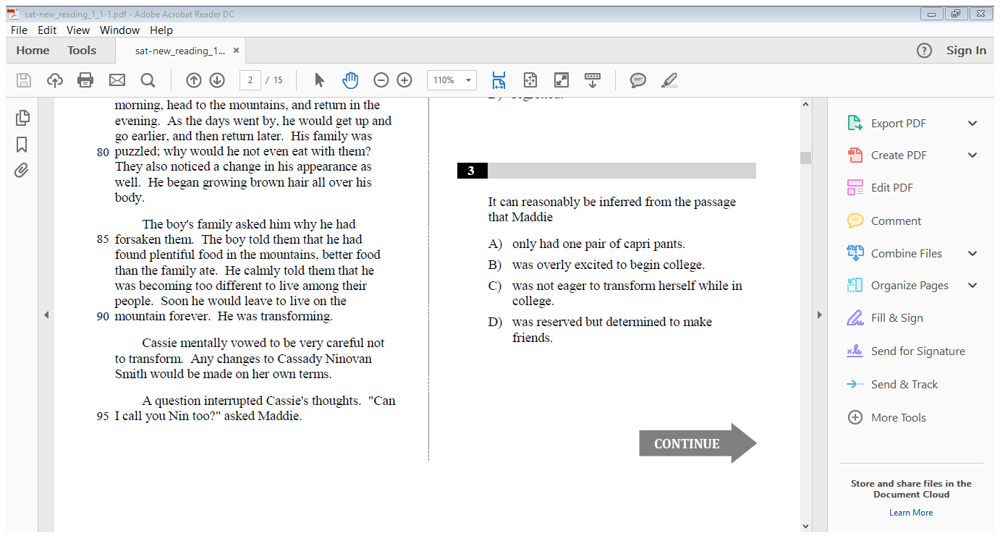 sat-new_reading_1_1-1.pdf - Adobe Acrobat Reader DC
File Edit View Window Help
Home Tools sat-new_reading_1... × ? Sign In
2 / 15 110%
morning, head to the mountains, and return in the
evening. As the days went by, he would get up and
go earlier, and then return later. His family was
80 puzzled; why would he not even eat with them?
They also noticed a change in his appearance as
well. He began growing brown hair all over his
body.
The boy's family asked him why he had
85 forsaken them. The boy told them that he had
found plentiful food in the mountains, better food
than the family ate. He calmly told them that he
was becoming too different to live among their
people. Soon he would leave to live on the
90 mountain forever. He was transforming.
Cassie mentally vowed to be very careful not
to transform. Any changes to Cassady Ninovan
Smith would be made on her own terms.
A question interrupted Cassie's thoughts. "Can
95 I call you Nin too?" asked Maddie.
3
It can reasonably be inferred from the passage
that Maddie
A) only had one pair of capri pants.
B) was overly excited to begin college.
C) was not eager to transform herself while in
college.
D) was reserved but determined to make
friends.
CONTINUE
Export PDF
Create PDF
Edit PDF
Comment
Combine Files
Organize Pages
Fill & Sign
Send for Signature
Send & Track
More Tools
Store and share files in the
Document Cloud
Learn More